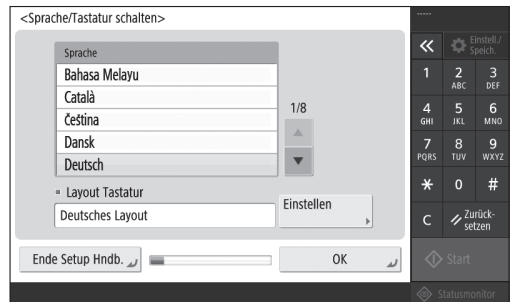 <Sprache/Tastatur schalten>
Sprache
Bahasa Melayu
Català
Čeština
Dansk
Deutsch
1/8
Layout Tastatur
Deutsches Layout
Einstellen
Ende Setup Hndb.
OK
-----
Einstell./
Speich.
1
2
ABC
3
DEF
4
GHI
5
JKL
6
MNO
7
PQRS
8
TUV
9
WXYZ
*
0
#
C
Zurück-
setzen
Start
Statusmonitor